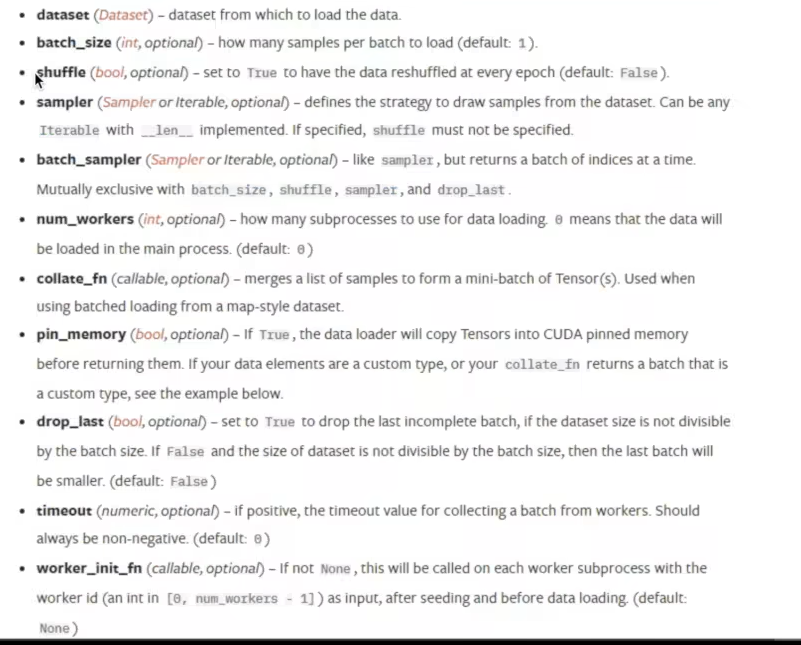 • dataset (Dataset) – dataset from which to load the data.
• batch_size (int, optional) – how many samples per batch to load (default: 1).
• shuffle (bool, optional) – set to True to have the data reshuffled at every epoch (default: False).
• sampler (Sampler or Iterable, optional) – defines the strategy to draw samples from the dataset. Can be any
Iterable with __len__ implemented. If specified, shuffle must not be specified.
• batch_sampler (Sampler or Iterable, optional) – like sampler, but returns a batch of indices at a time.
Mutually exclusive with batch_size, shuffle, sampler, and drop_last.
• num_workers (int, optional) – how many subprocesses to use for data loading. 0 means that the data will
be loaded in the main process. (default: 0)
• collate_fn (callable, optional) – merges a list of samples to form a mini-batch of Tensor(s). Used when
using batched loading from a map-style dataset.
• pin_memory (bool, optional) – If True, the data loader will copy Tensors into CUDA pinned memory
before returning them. If your data elements are a custom type, or your collate_fn returns a batch that is
a custom type, see the example below.
• drop_last (bool, optional) – set to True to drop the last incomplete batch, if the dataset size is not divisible
by the batch size. If False and the size of dataset is not divisible by the batch size, then the last batch will
be smaller. (default: False)
• timeout (numeric, optional) – if positive, the timeout value for collecting a batch from workers. Should
always be non-negative. (default: 0)
• worker_init_fn (callable, optional) – If not None, this will be called on each worker subprocess with the
worker id (an int in [0, num_workers - 1]) as input, after seeding and before data loading. (default:
None)